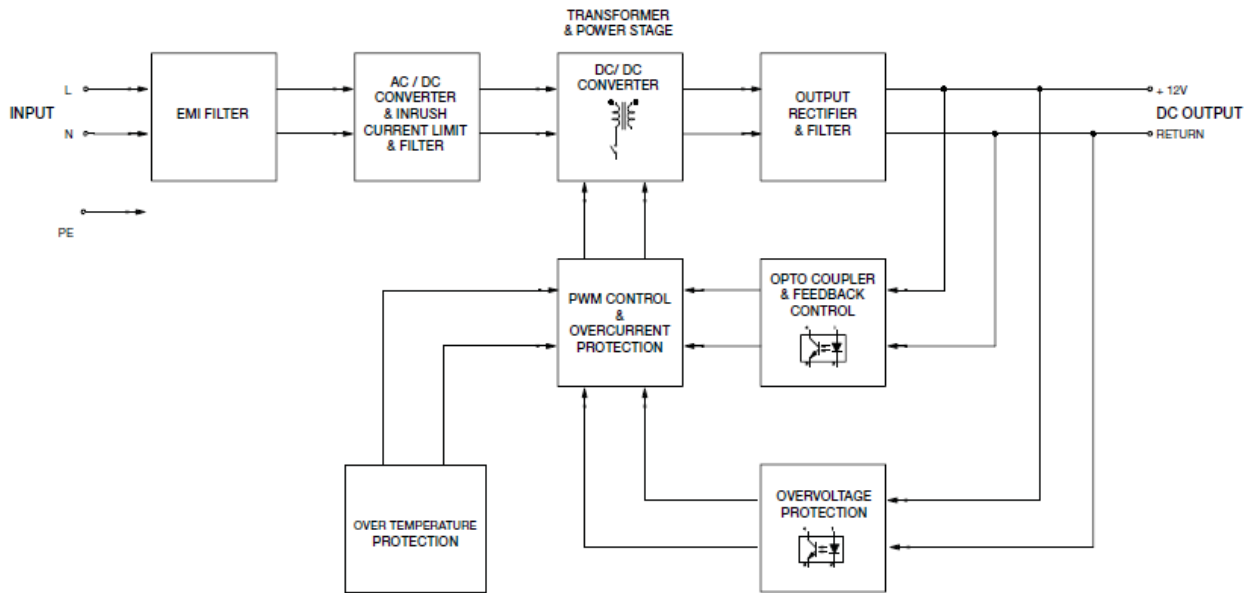 TRANSFORMER
& POWER STAGE
INPUT
L
N
PE
EMI FILTER
AC / DC
CONVERTER
& INRUSH
CURRENT LIMIT
& FILTER
DC/ DC
CONVERTER
OUTPUT
RECTIFIER
& FILTER
+ 12V
DC OUTPUT
RETURN
PWM CONTROL
&
OVERCURRENT
PROTECTION
OPTO COUPLER
& FEEDBACK
CONTROL
OVER TEMPERATURE
PROTECTION
OVERVOLTAGE
PROTECTION